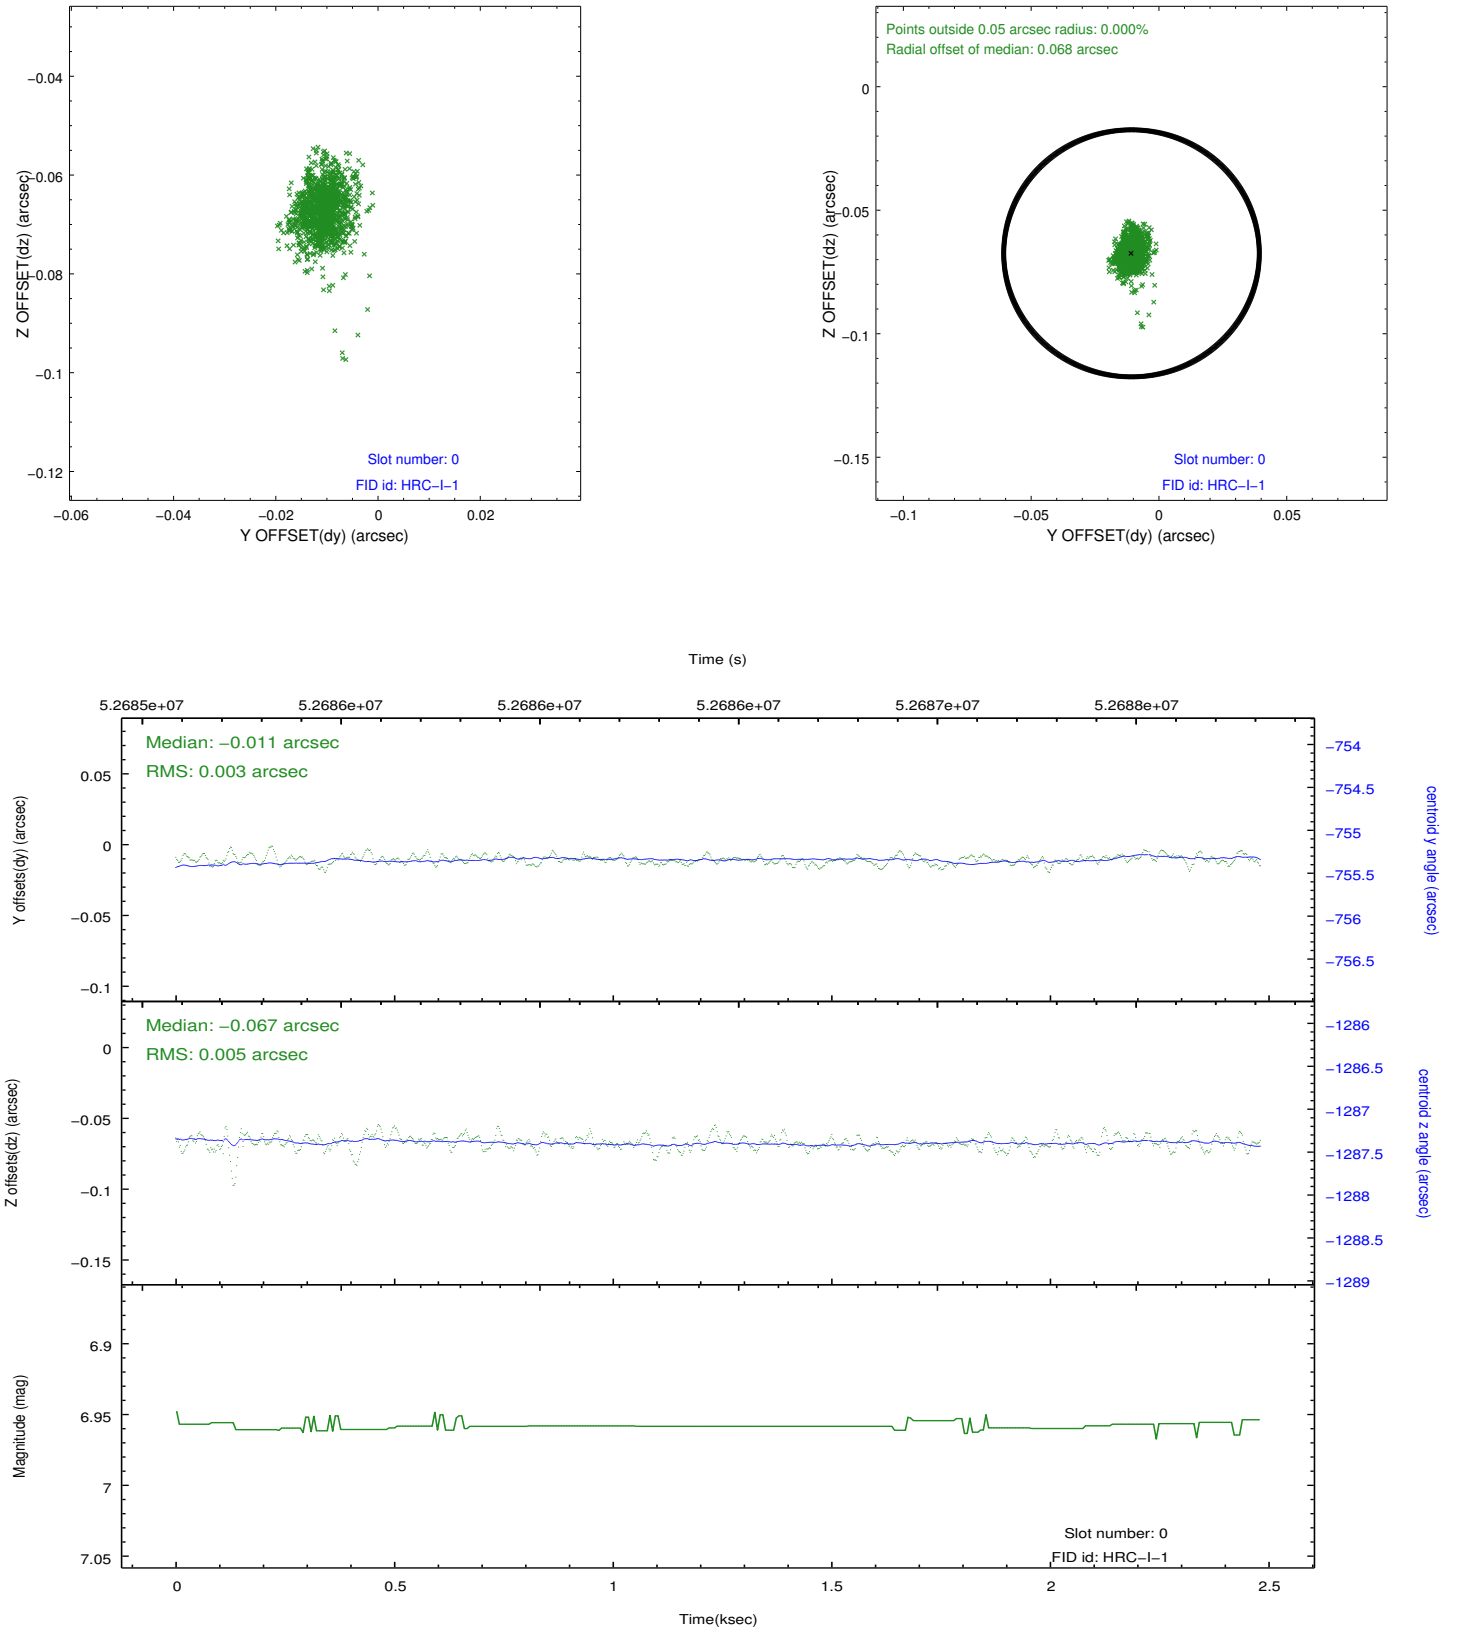 −0.04
−0.06
−0.08
−0.1
−0.12
Z OFFSET(dz) (arcsec)
Slot number: 0
FID id: HRC−I−1
−0.06
−0.04
−0.02
0
0.02
Y OFFSET(dy) (arcsec)
Points outside 0.05 arcsec radius: 0.000%
Radial offset of median: 0.068 arcsec
0
−0.05
−0.1
−0.15
Z OFFSET(dz) (arcsec)
Slot number: 0
FID id: HRC−I−1
−0.1
−0.05
0
0.05
Y OFFSET(dy) (arcsec)
Time (s)
5.2685e+07
5.2686e+07
5.2686e+07
5.2686e+07
5.2687e+07
5.2688e+07
Median: −0.011 arcsec
RMS: 0.003 arcsec
0.05
0
−0.05
−0.1
Y offsets(dy) (arcsec)
−754
−754.5
−755
−755.5
−756
−756.5
centroid y angle (arcsec)
Median: −0.067 arcsec
RMS: 0.005 arcsec
0
−0.05
−0.1
−0.15
Z offsets(dz) (arcsec)
−1286
−1286.5
−1287
−1287.5
−1288
−1288.5
−1289
centroid z angle (arcsec)
6.9
6.95
7
7.05
Magnitude (mag)
Slot number: 0
FID id: HRC−I−1
0
0.5
1
1.5
2
2.5
Time(ksec)